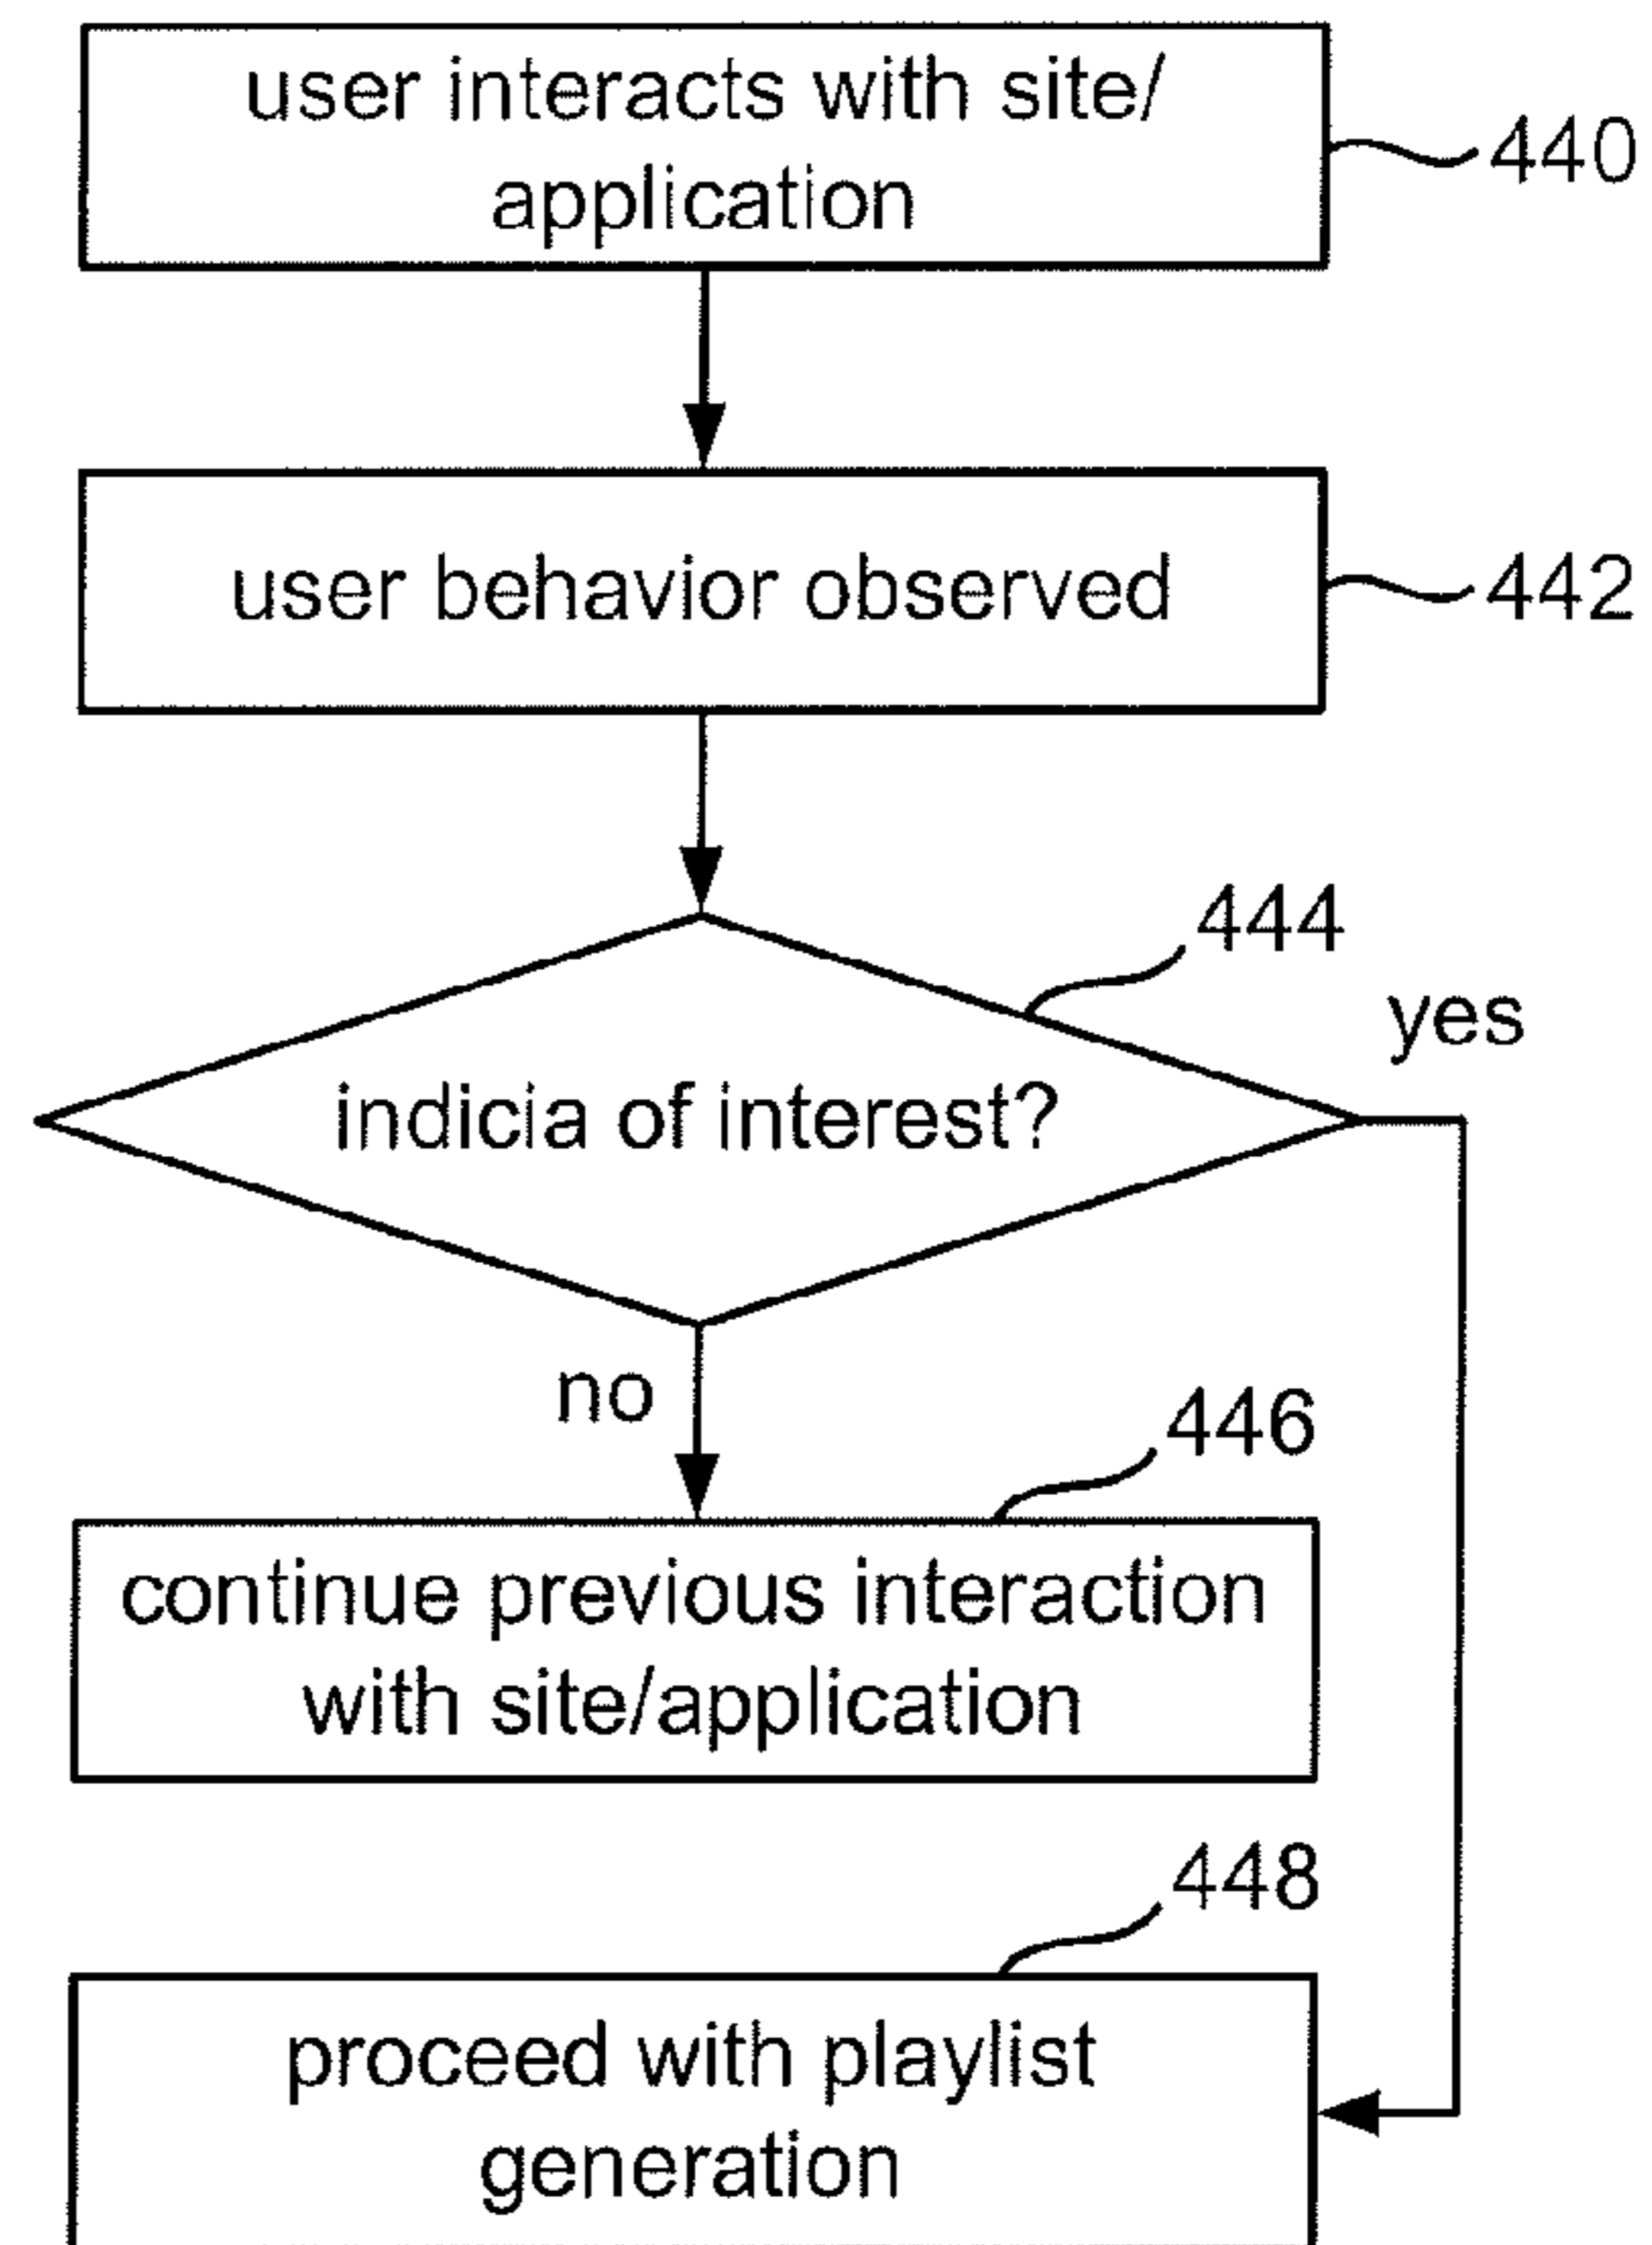 user interacts with site/
application
440
user behavior observed
442
444
yes
indicia of interest?
no
446
continue previous interaction
with site/application
448
proceed with playlist
generation